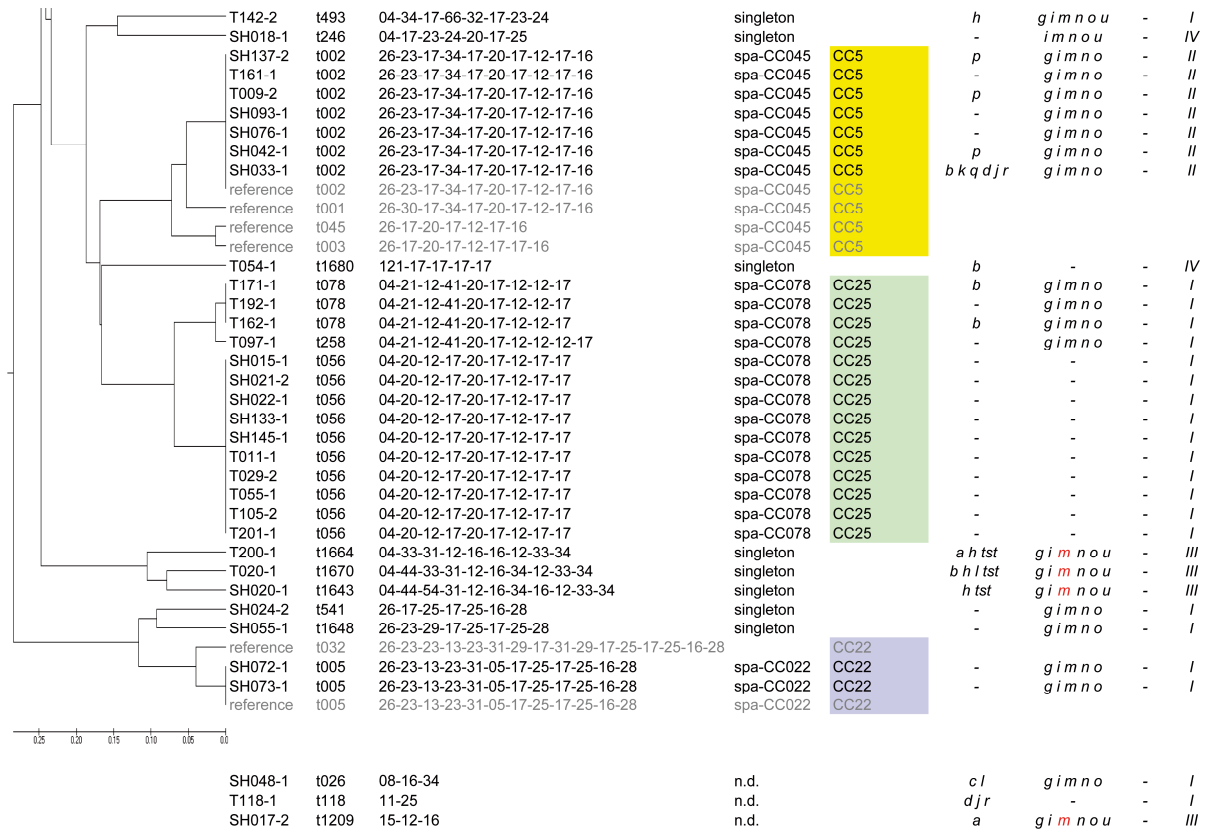 T142-2 t493 04-34-17-66-32-17-23-24 singleton h g i m n o u - I
SH018-1 t246 04-17-23-24-20-17-25 singleton - i m n o u - IV
SH137-2 t002 26-23-17-34-17-20-17-12-17-16 spa-CC045 CC5 p g i m n o - II
T161-1 t002 26-23-17-34-17-20-17-12-17-16 spa-CC045 CC5 - g i m n o - II
T009-2 t002 26-23-17-34-17-20-17-12-17-16 spa-CC045 CC5 p g i m n o - II
SH093-1 t002 26-23-17-34-17-20-17-12-17-16 spa-CC045 CC5 - g i m n o - II
SH076-1 t002 26-23-17-34-17-20-17-12-17-16 spa-CC045 CC5 - g i m n o - II
SH042-1 t002 26-23-17-34-17-20-17-12-17-16 spa-CC045 CC5 p g i m n o - II
SH033-1 t002 26-23-17-34-17-20-17-12-17-16 spa-CC045 CC5 b k q d j r g i m n o - II
reference t002 26-23-17-34-17-20-17-12-17-16 spa-CC045 CC5
reference t001 26-30-17-34-17-20-17-12-17-16 spa-CC045 CC5
reference t045 26-17-20-17-12-17-16 spa-CC045 CC5
reference t003 26-17-20-17-12-17-17-16 spa-CC045 CC5
T054-1 t1680 121-17-17-17-17 singleton b - - IV
T171-1 t078 04-21-12-41-20-17-12-12-17 spa-CC078 CC25 b g i m n o - I
T192-1 t078 04-21-12-41-20-17-12-12-17 spa-CC078 CC25 - g i m n o - I
T162-1 t078 04-21-12-41-20-17-12-12-17 spa-CC078 CC25 b g i m n o - I
T097-1 t258 04-21-12-41-20-17-12-12-12-17 spa-CC078 CC25 - g i m n o - I
SH015-1 t056 04-20-12-17-20-17-12-17-17 spa-CC078 CC25 - - - I
SH021-2 t056 04-20-12-17-20-17-12-17-17 spa-CC078 CC25 - - - I
SH022-1 t056 04-20-12-17-20-17-12-17-17 spa-CC078 CC25 - - - I
SH133-1 t056 04-20-12-17-20-17-12-17-17 spa-CC078 CC25 - - - I
SH145-1 t056 04-20-12-17-20-17-12-17-17 spa-CC078 CC25 - - - I
T011-1 t056 04-20-12-17-20-17-12-17-17 spa-CC078 CC25 - - - I
T029-2 t056 04-20-12-17-20-17-12-17-17 spa-CC078 CC25 - - - I
T055-1 t056 04-20-12-17-20-17-12-17-17 spa-CC078 CC25 - - - I
T105-2 t056 04-20-12-17-20-17-12-17-17 spa-CC078 CC25 - - - I
T201-1 t056 04-20-12-17-20-17-12-17-17 spa-CC078 CC25 - - - I
T200-1 t1664 04-33-31-12-16-16-12-33-34 singleton a h tst g i m n o u - III
T020-1 t1670 04-44-33-31-12-16-34-12-33-34 singleton b h l tst g i m n o u - III
SH020-1 t1643 04-44-54-31-12-16-34-16-12-33-34 singleton h tst g i m n o u - III
SH024-2 t541 26-17-25-17-25-16-28 singleton - g i m n o - I
SH055-1 t1648 26-23-29-17-25-17-25-28 singleton - g i m n o - I
reference t032 26-23-23-13-23-31-29-17-31-29-17-25-17-25-16-28 CC22
SH072-1 t005 26-23-13-23-31-05-17-25-17-25-16-28 spa-CC022 CC22 - g i m n o - I
SH073-1 t005 26-23-13-23-31-05-17-25-17-25-16-28 spa-CC022 CC22 - g i m n o - I
reference t005 26-23-13-23-31-05-17-25-17-25-16-28 spa-CC022 CC22
0.25 0.20 0.15 0.10 0.05 0.0
SH048-1 t026 08-16-34 n.d. c l g i m n o - I
T118-1 t118 11-25 n.d. d j r - - I
SH017-2 t1209 15-12-16 n.d. a g i m n o u - III